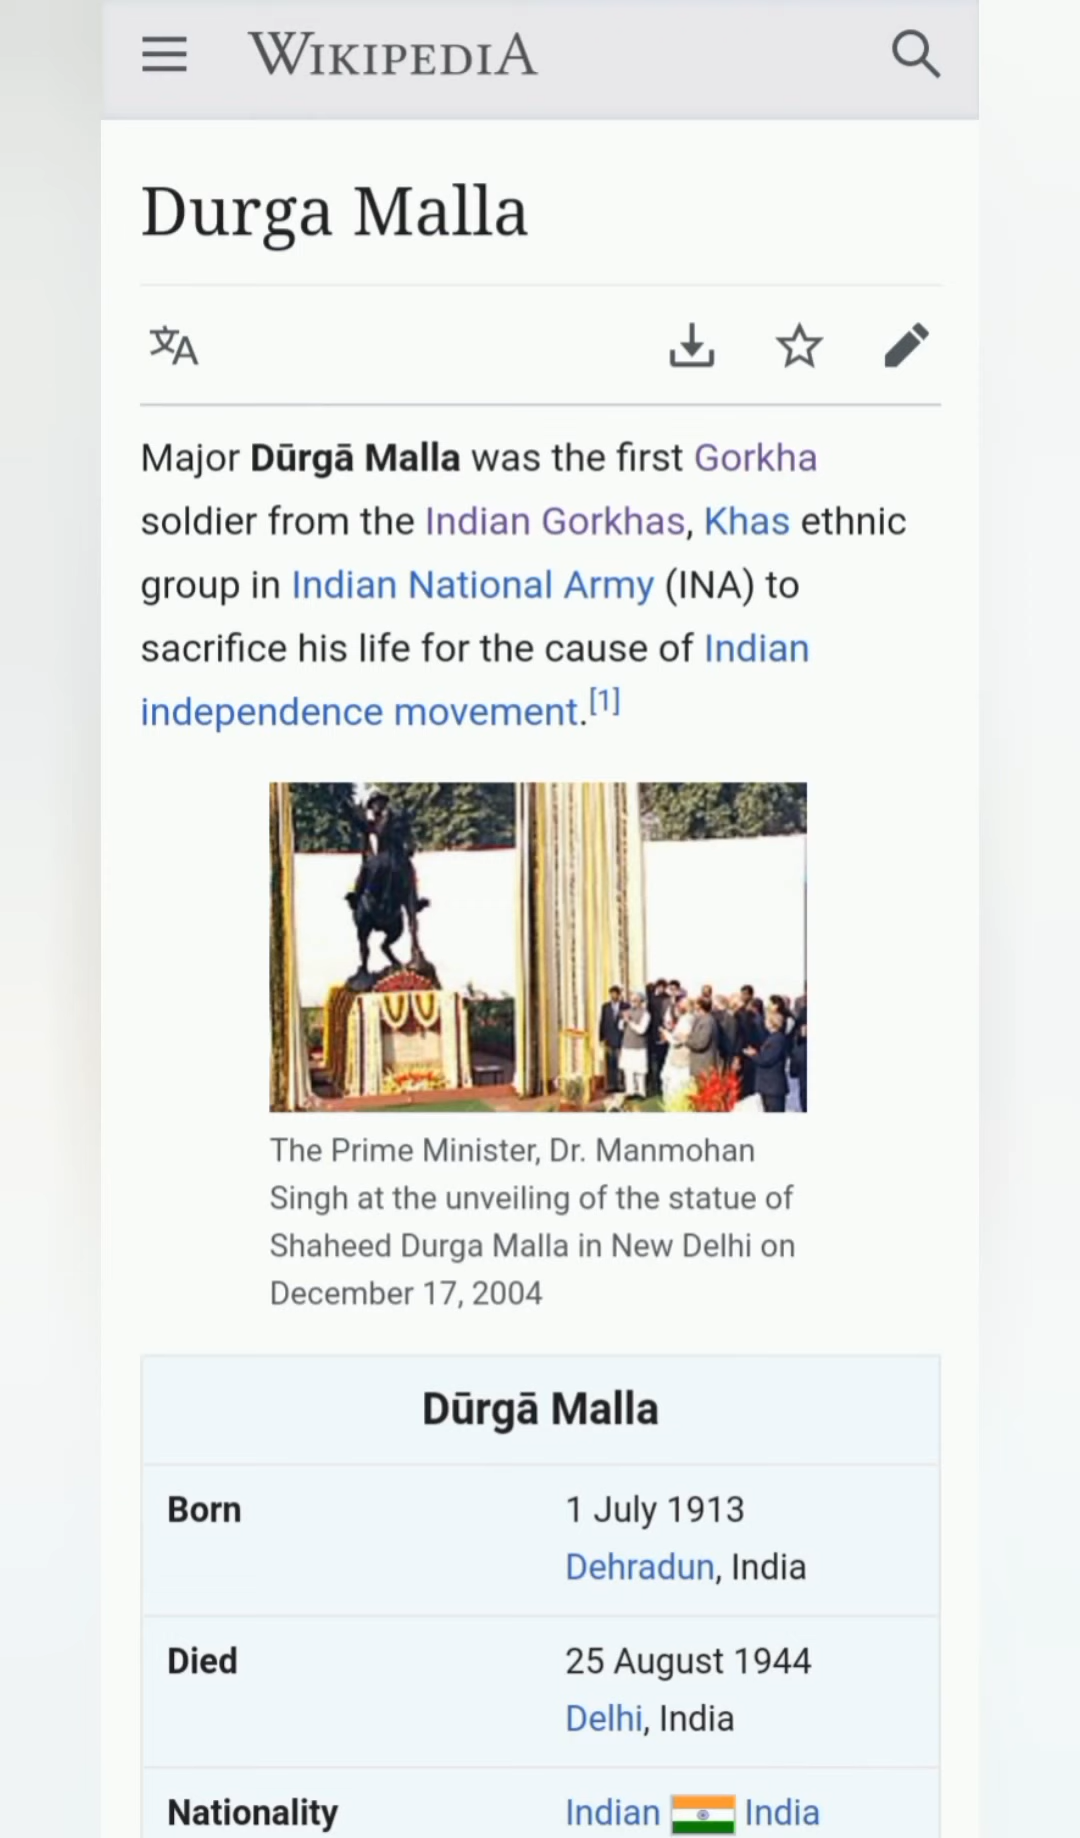 WIKIPEDIA
Durga Malla
Major Dūrgā Malla was the first Gorkha
soldier from the Indian Gorkhas, Khas ethnic
group in Indian National Army (INA) to
sacrifice his life for the cause of Indian
independence movement.[1]
The Prime Minister, Dr. Manmohan
Singh at the unveiling of the statue of
Shaheed Durga Malla in New Delhi on
December 17, 2004
Dūrgā Malla
Born 1 July 1913
Dehradun, India
Died 25 August 1944
Delhi, India
Nationality Indian India